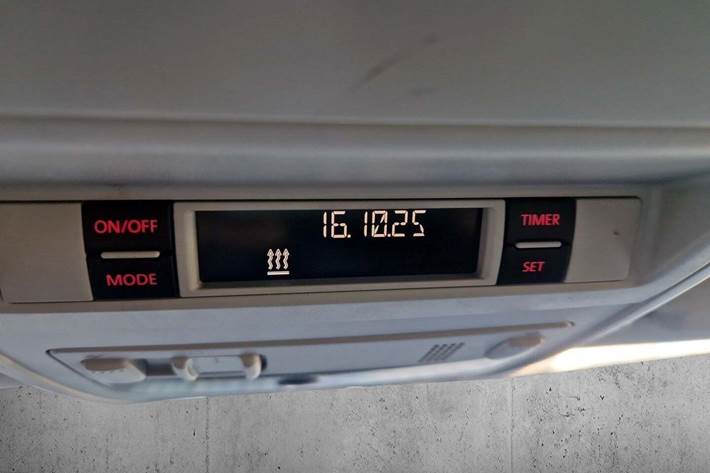 ON/OFF
MODE
16.10.25
TIMER
SET